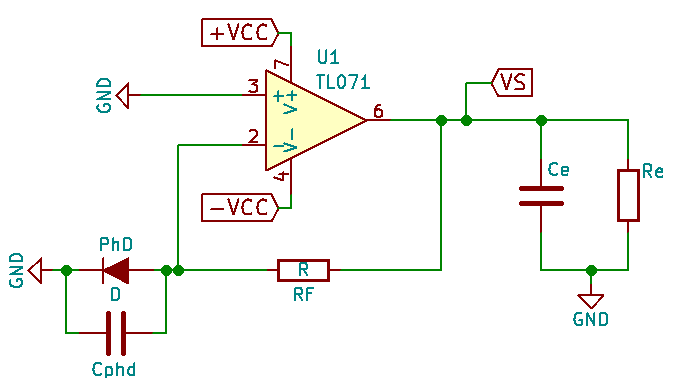 +VCC
U1
TL071
7
3
V+
+
GND
VS
6
2
V-
-
4
Ce
Re
-VCC
PhD
GND
D
R
RF
GND
Cphd